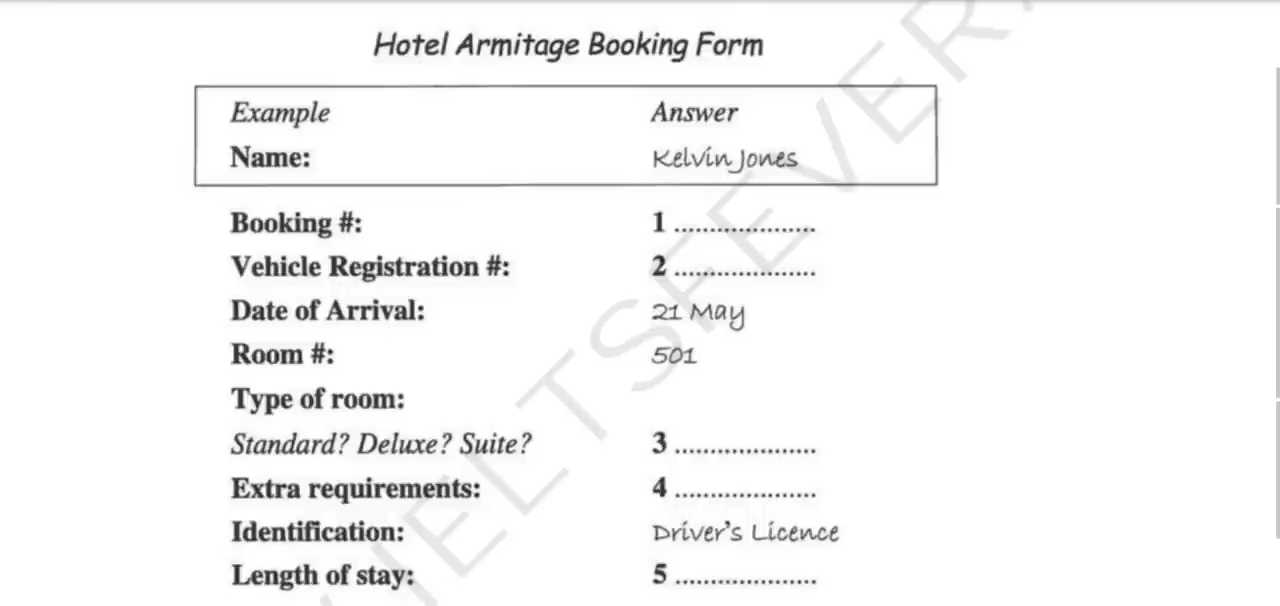 Hotel Armitage Booking Form
Example Answer
Name: Kelvin Jones
Booking #: 1 ....................
Vehicle Registration #: 2 ....................
Date of Arrival: 21 May
Room #: 501
Type of room:
Standard? Deluxe? Suite? 3 ....................
Extra requirements: 4 ....................
Identification: Driver's Licence
Length of stay: 5 ....................